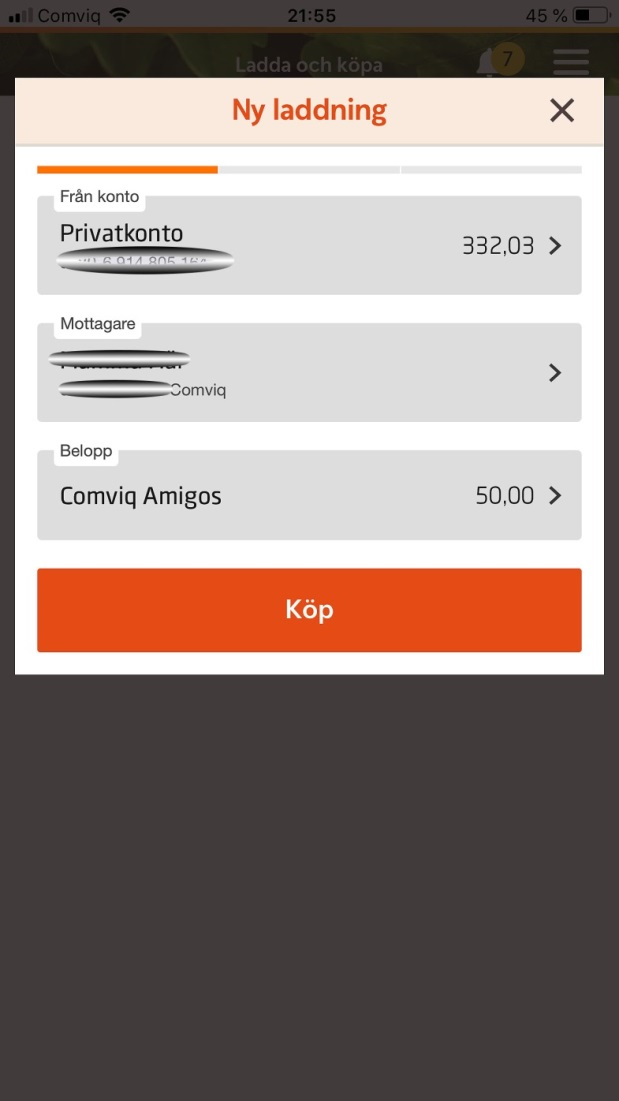 Comviq 21:55 45 %
Ladda och köpa 7
Ny laddning
Från konto
Privatkonto 332,03
Mottagare
Comviq
Belopp
Comviq Amigos 50,00
Köp